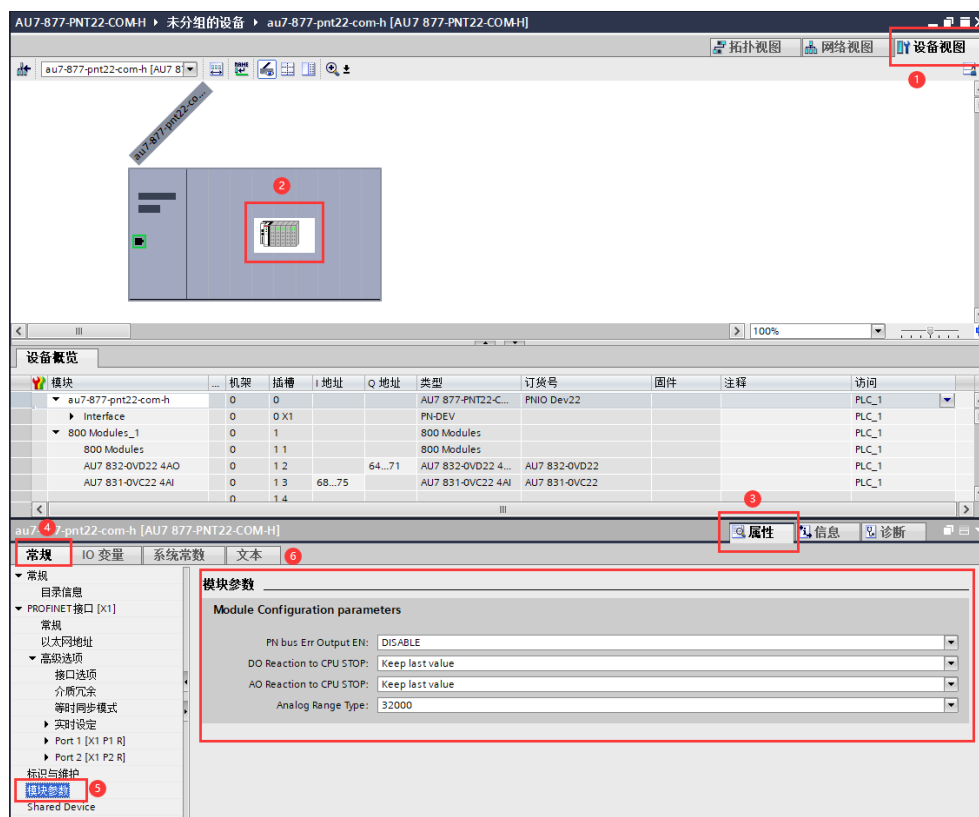 AU7-877-PNT22-COM-H ▸ 未分组的设备 ▸ au7-877-pnt22-com-h [AU7 877-PNT22-COM-H]
拓扑视图 网络视图 设备视图
1
au7-877-pnt22-com-h [AU7 8
au7-877-pnt22-co...
2
100%
设备概览
模块 ... 机架 插槽 I 地址 Q 地址 类型 订货号 固件 注释 访问
au7-877-pnt22-com-h 0 0 AU7 877-PNT22-C... PNIO Dev22 PLC_1
Interface 0 0 X1 PN-DEV PLC_1
800 Modules_1 0 1 800 Modules PLC_1
800 Modules 0 1 1 800 Modules PLC_1
AU7 832-0VD22 4AO 0 1 2 64...71 AU7 832-0VD22 4... AU7 832-0VD22 PLC_1
AU7 831-0VC22 4AI 0 1 3 68...75 AU7 831-0VC22 4AI AU7 831-0VC22 PLC_1
0 1 4
3
4
-pnt22-com-h [AU7 877-PNT22-COM-H]
属性 信息 诊断
常规 IO 变量 系统常数 文本 6
常规
目录信息
PROFINET接口 [X1]
常规
以太网地址
高级选项
接口选项
介质冗余
等时同步模式
实时设定
Port 1 [X1 P1 R]
Port 2 [X1 P2 R]
标识与维护
模块参数 5
Shared Device
模块参数
Module Configuration parameters
PN bus Err Output EN: DISABLE
DO Reaction to CPU STOP: Keep last value
AO Reaction to CPU STOP: Keep last value
Analog Range Type: 32000